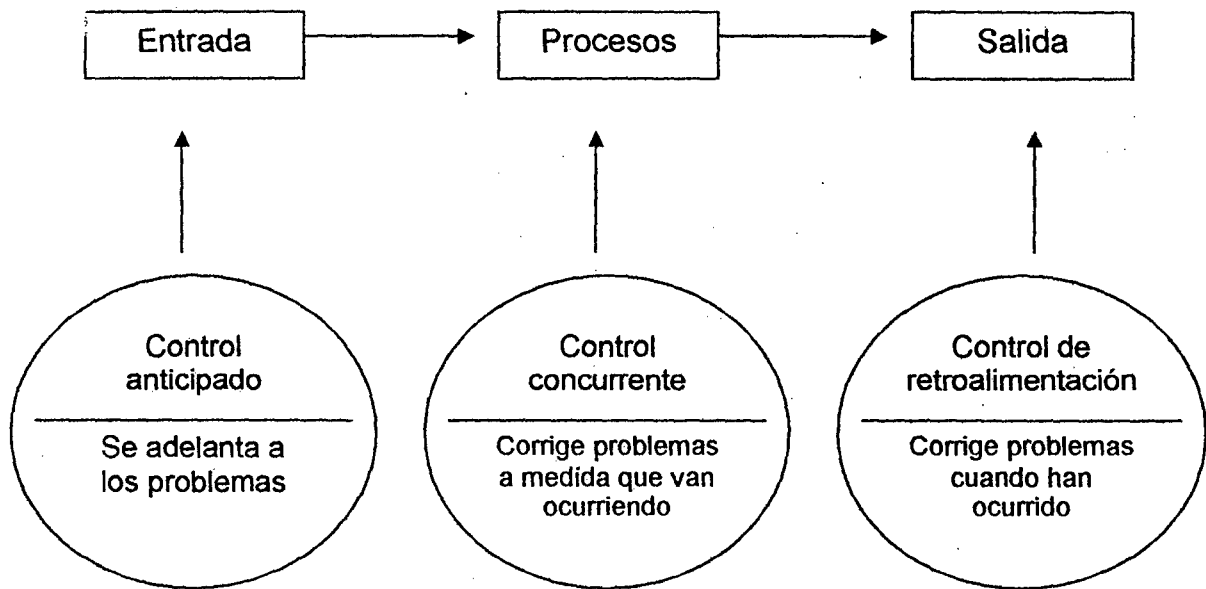 Entrada
Procesos
Salida
Control
anticipado
Se adelanta a
los problemas
Control
concurrente
Corrige problemas
a medida que van
ocurriendo
Control de
retroalimentación
Corrige problemas
cuando han
ocurrido